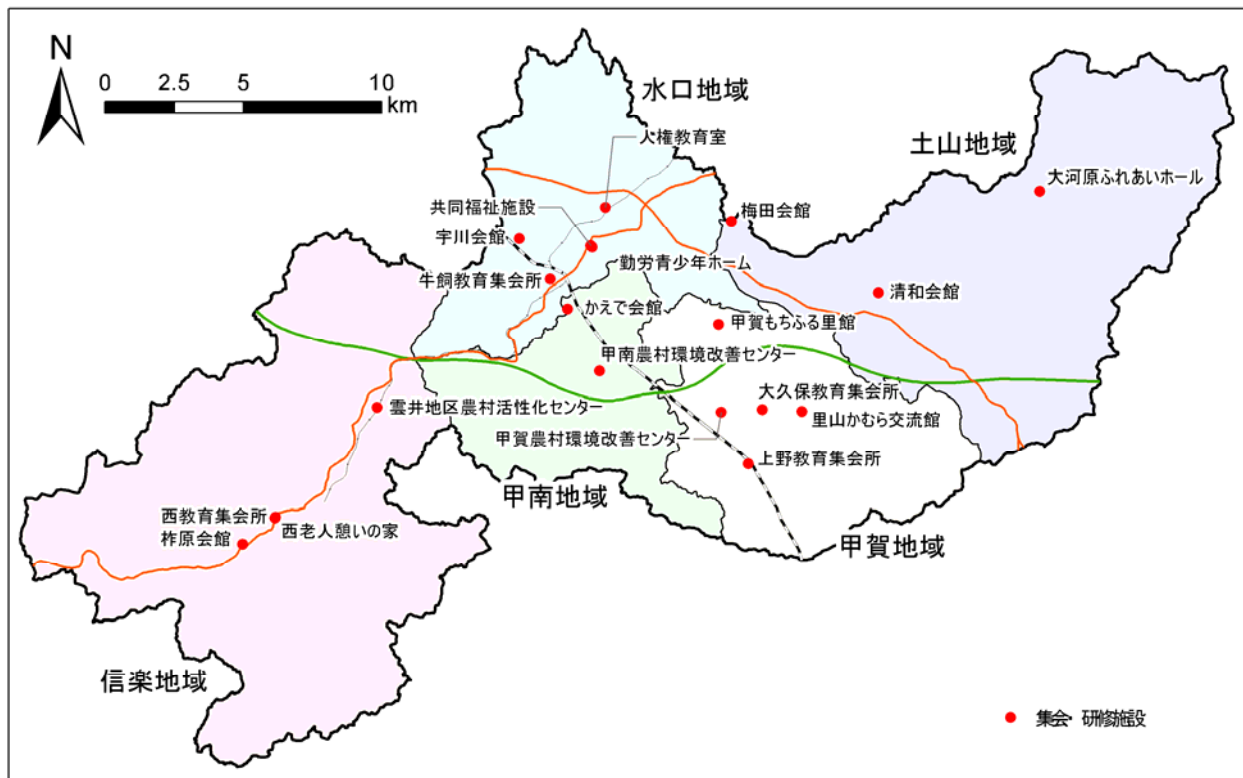 N
0 2.5 5 10
km
水口地域
人権教育室
土山地域
大河原ふれあいホール
共同福祉施設
梅田会館
宇川会館
勤労青少年ホーム
牛飼教育集会所
清和会館
かえで会館
甲賀もちふる里館
甲南農村環境改善センター
大久保教育集会所
雲井地区農村活性化センター
里山かむら交流館
甲賀農村環境改善センター
上野教育集会所
甲南地域
西教育集会所
西老人憩いの家
柞原会館
甲賀地域
信楽地域
集会・研修施設